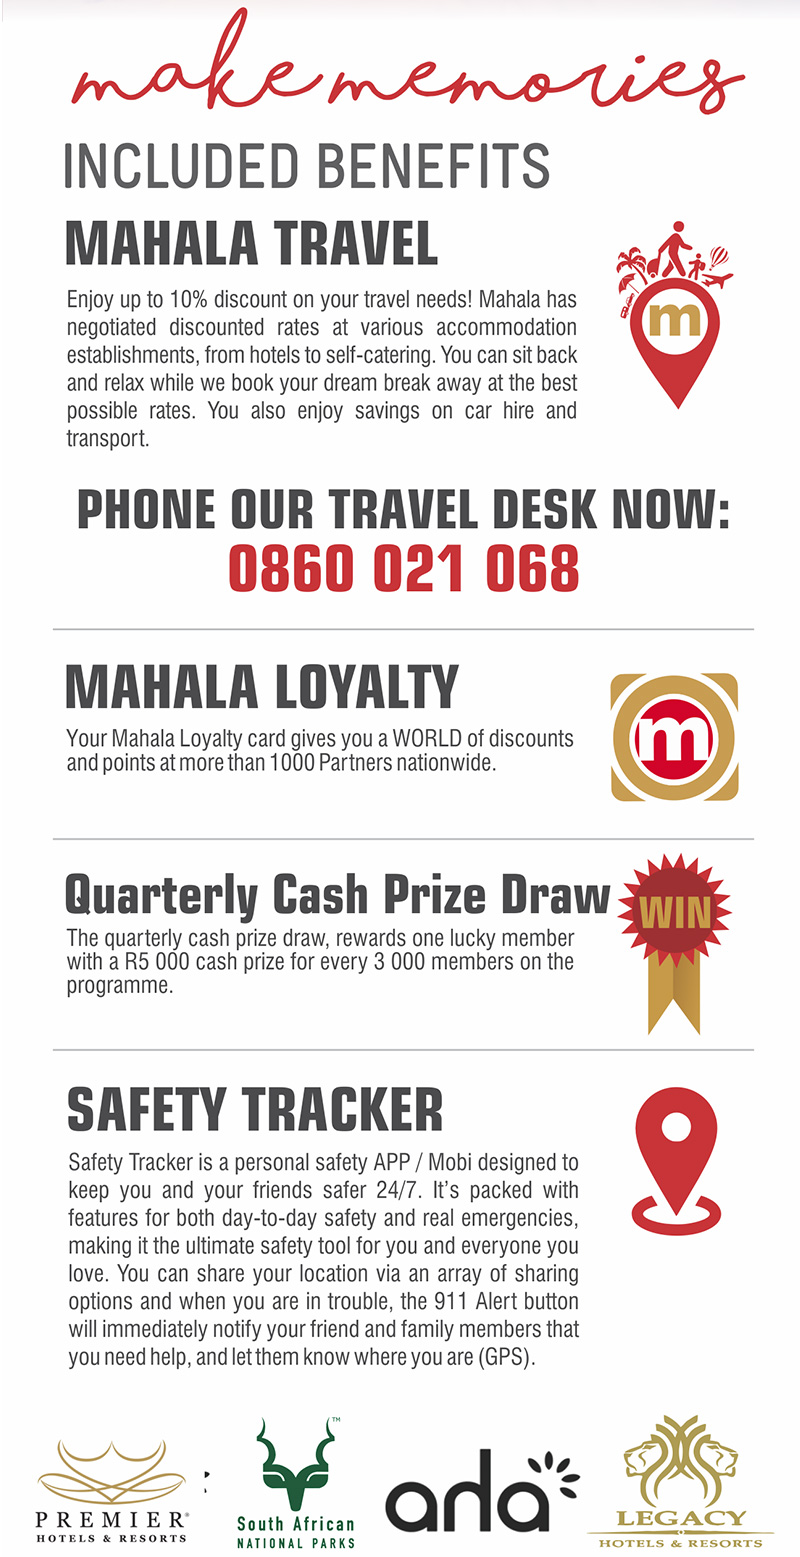 make memories
INCLUDED BENEFITS
MAHALA TRAVEL
Enjoy up to 10% discount on your travel needs! Mahala has
negotiated discounted rates at various accommodation
establishments, from hotels to self-catering. You can sit back
and relax while we book your dream break away at the best
possible rates. You also enjoy savings on car hire and
transport.
m
PHONE OUR TRAVEL DESK NOW:
0860 021 068
MAHALA LOYALTY
Your Mahala Loyalty card gives you a WORLD of discounts
and points at more than 1000 Partners nationwide.
m
Quarterly Cash Prize Draw
The quarterly cash prize draw, rewards one lucky member
with a R5 000 cash prize for every 3 000 members on the
programme.
WIN
SAFETY TRACKER
Safety Tracker is a personal safety APP / Mobi designed to
keep you and your friends safer 24/7. It’s packed with
features for both day-to-day safety and real emergencies,
making it the ultimate safety tool for you and everyone you
love. You can share your location via an array of sharing
options and when you are in trouble, the 911 Alert button
will immediately notify your friend and family members that
you need help, and let them know where you are (GPS).
PREMIER®
HOTELS & RESORTS
™
South African
NATIONAL PARKS
arla
LEGACY
HOTELS & RESORTS